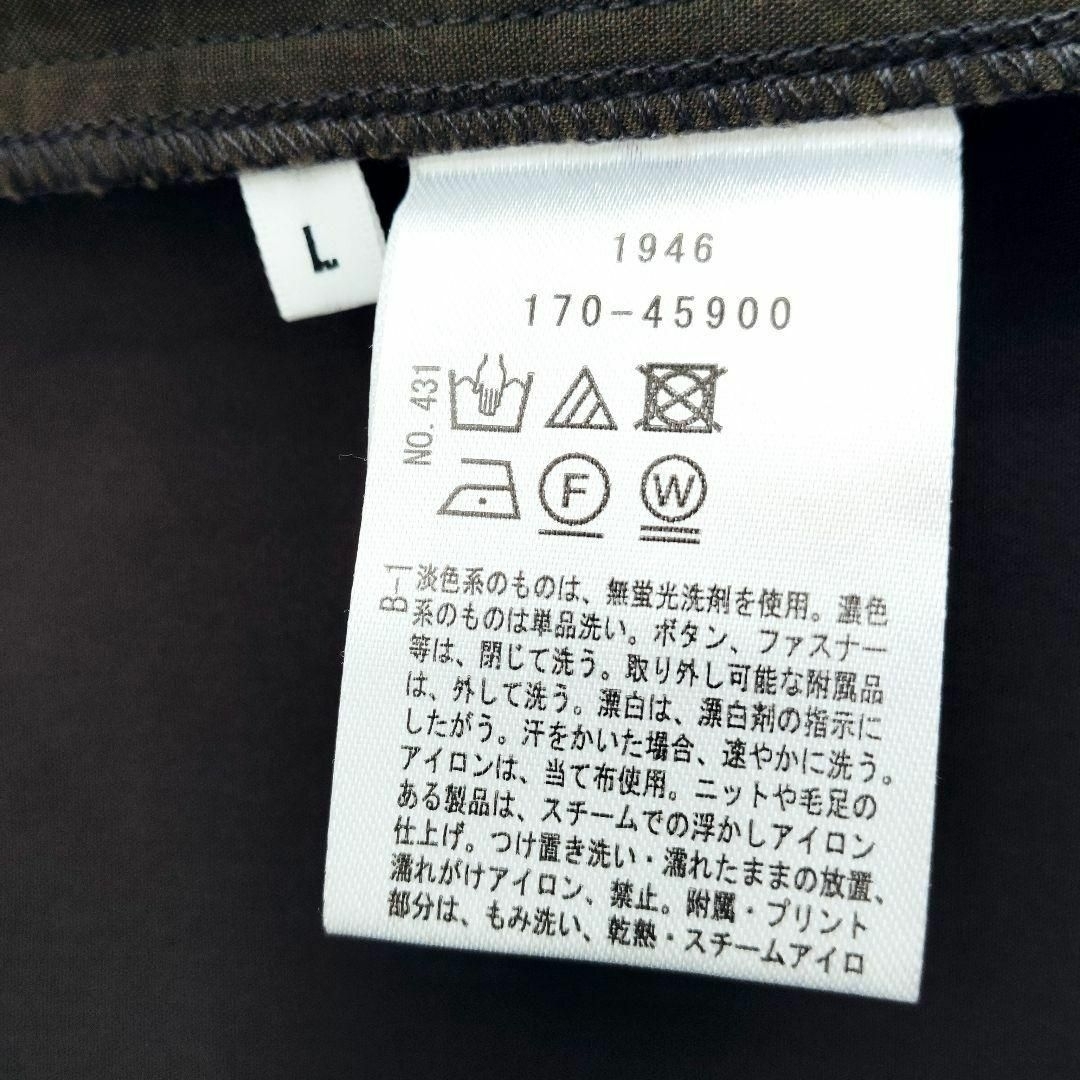 L
1946
170-45900
NO. 431
F
W
B-1
淡色系のものは、無蛍光洗剤を使用。濃色
系のものは単品洗い。ボタン、ファスナー
等は、閉じて洗う。取り外し可能な附属品
は、外して洗う。漂白は、漂白剤の指示に
したがう。汗をかいた場合、速やかに洗う。
アイロンは、当て布使用。ニットや毛足の
ある製品は、スチームでの浮かしアイロン
仕上げ。つけ置き洗い・濡れたままの放置、
濡れがけアイロン、禁止。附属・プリント
部分は、もみ洗い、乾熱・スチームアイロ